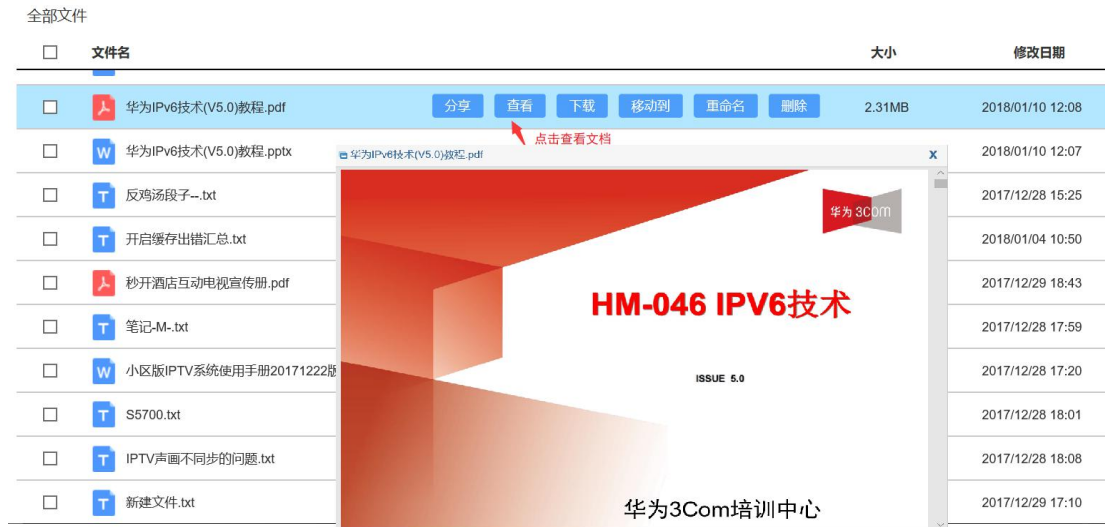 全部文件
文件名 大小 修改日期
华为IPv6技术(V5.0)教程.pdf 分享 查看 下载 移动到 重命名 删除 2.31MB 2018/01/10 12:08
点击查看文档
华为IPv6技术(V5.0)教程.pptx 2018/01/10 12:07
华为IPv6技术(V5.0)教程.pdf X
反鸡汤段子--.txt 2017/12/28 15:25
华为 3COM
开启缓存出错汇总.txt 2018/01/04 10:50
秒开酒店互动电视宣传册.pdf 2017/12/29 18:43
HM-046 IPV6技术
笔记-M-.txt 2017/12/28 17:59
小区版IPTV系统使用手册20171222版 2017/12/28 17:20
ISSUE 5.0
S5700.txt 2017/12/28 18:01
IPTV声画不同步的问题.txt 2017/12/28 18:08
新建文件.txt 2017/12/29 17:10
华为3Com培训中心